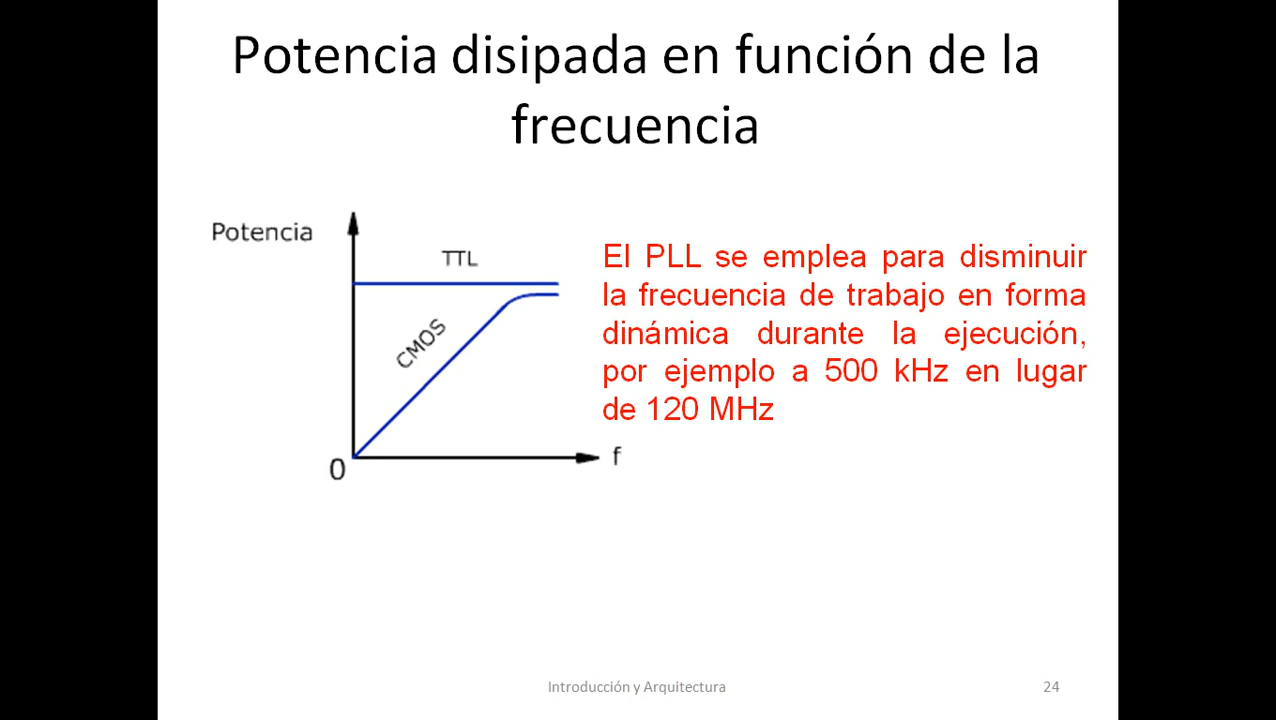 Potencia disipada en función de la
frecuencia
Potencia
TTL
CMOS
0
f
El PLL se emplea para disminuir
la frecuencia de trabajo en forma
dinámica durante la ejecución,
por ejemplo a 500 kHz en lugar
de 120 MHz
Introducción y Arquitectura
24